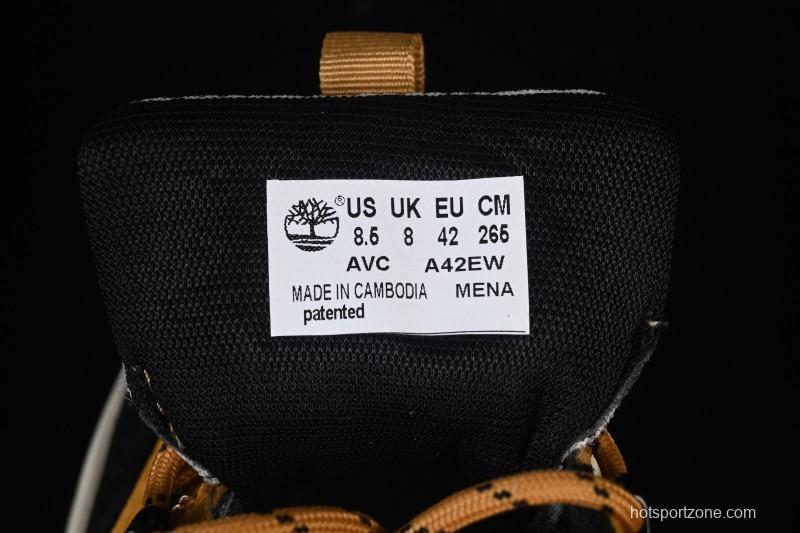 ® US UK EU CM
8.5 8 42 265
AVC A42EW
MADE IN CAMBODIA MENA
patented
hotsportzone.com